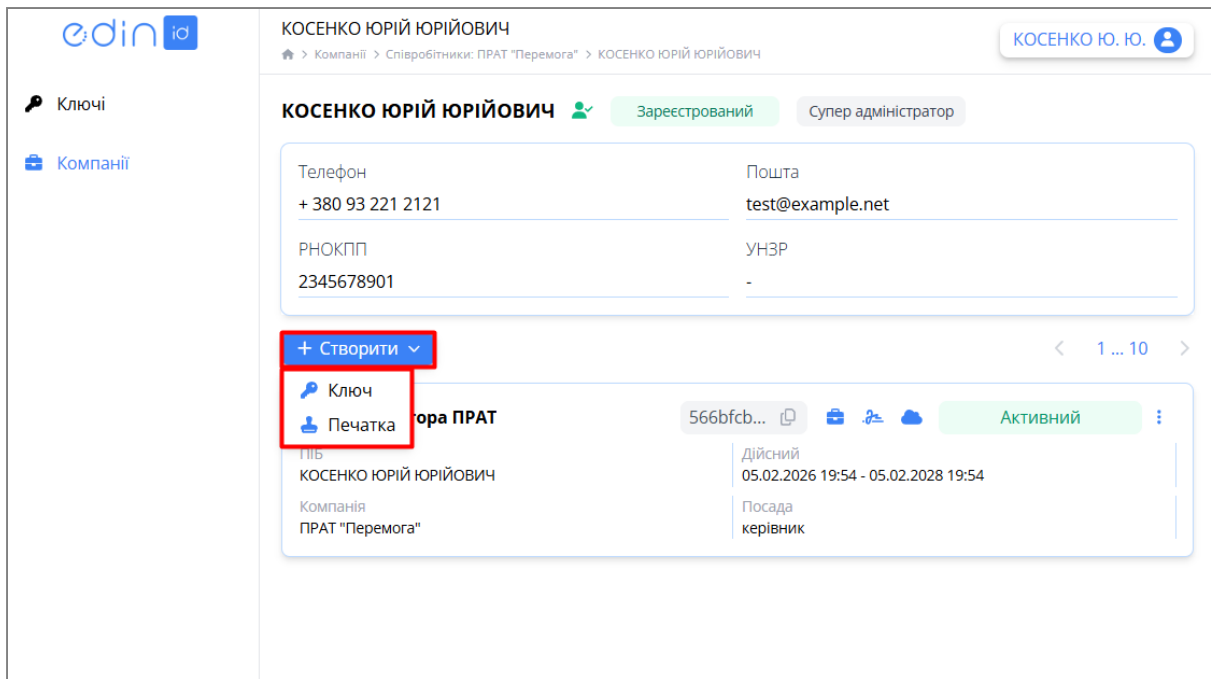 edin id
КОСЕНКО ЮРІЙ ЮРІЙОВИЧ
Компанії > Співробітники: ПРАТ "Перемога" > КОСЕНКО ЮРІЙ ЮРІЙОВИЧ
КОСЕНКО Ю. Ю.
Ключі
Компанії
КОСЕНКО ЮРІЙ ЮРІЙОВИЧ Зареєстрований Супер адміністратор
Телефон Пошта
+ 380 93 221 2121 test@example.net
РНОКПП УНЗР
2345678901 -
+ Створити 1 ... 10
Ключ
Печатка
ора ПРАТ 566bfcb... Активний
ПІБ Дійсний
КОСЕНКО ЮРІЙ ЮРІЙОВИЧ 05.02.2026 19:54 - 05.02.2028 19:54
Компанія Посада
ПРАТ "Перемога" керівник